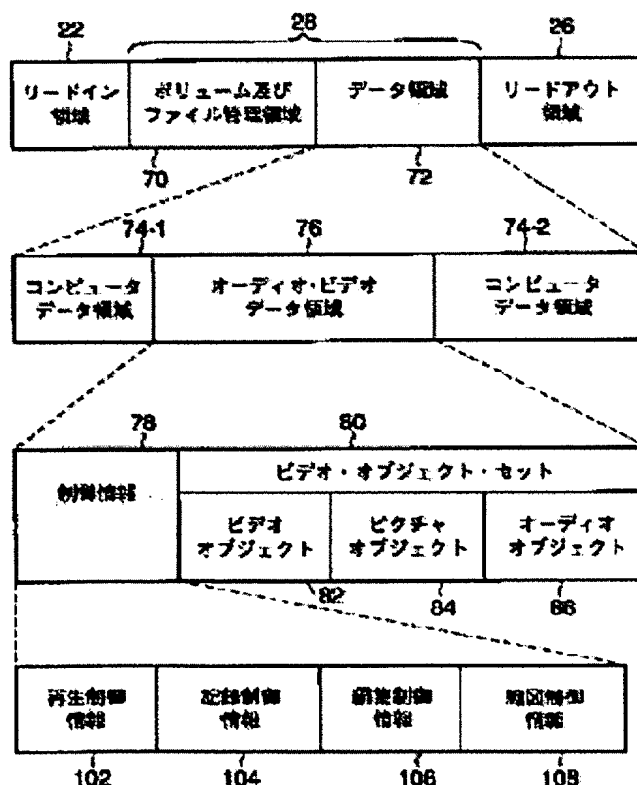 22
28
26
リードイン
領域
ボリューム及び
ファイル管理領域
データ領域
リードアウト
領域
70
72
74-1
76
74-2
コンピュータ
データ領域
オーディオ・ビデオ
データ領域
コンピュータ
データ領域
78
80
制御情報
ビデオ・オブジェクト・セット
ビデオ
オブジェクト
ピクチャ
オブジェクト
オーディオ
オブジェクト
82
84
86
再生制御
情報
記録制御
情報
編集制御
情報
制御
情報
102
104
106
108